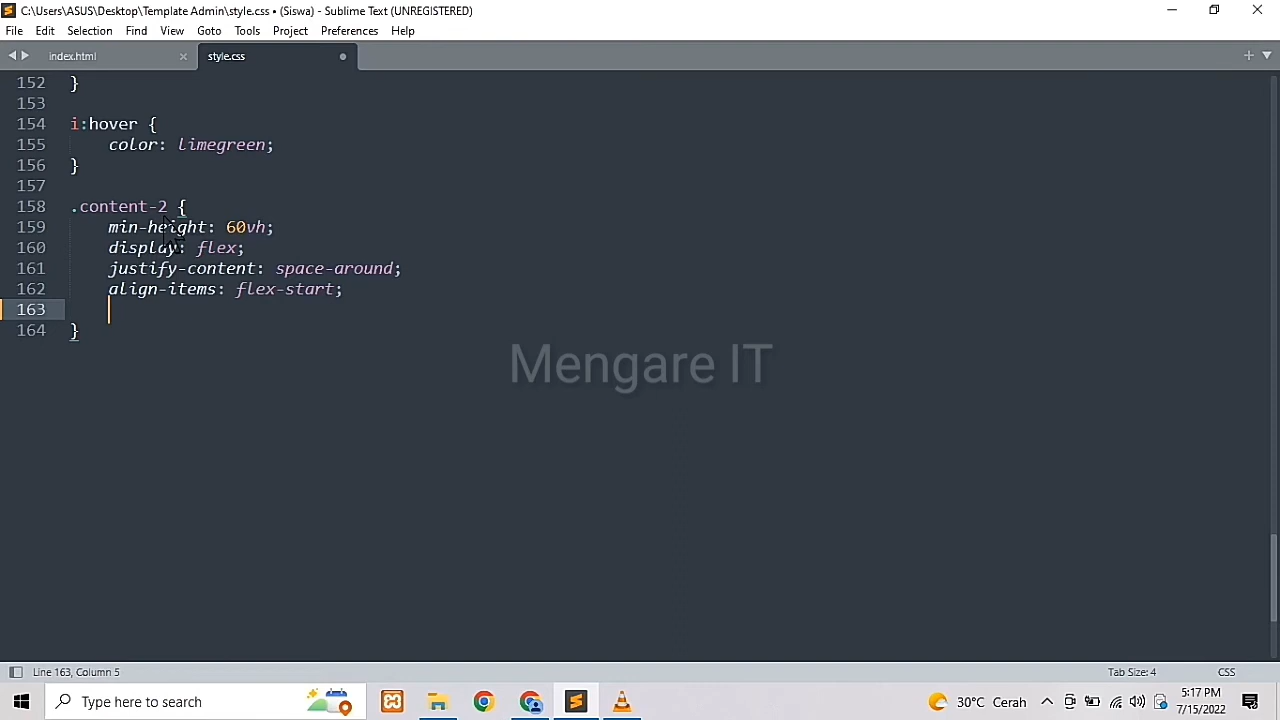 C:\Users\ASUS\Desktop\Template Admin\style.css • (Siswa) - Sublime Text (UNREGISTERED)
File Edit Selection Find View Goto Tools Project Preferences Help
index.html style.css
152 }
153
154 i:hover {
155 color: limegreen;
156 }
157
158 .content-2 {
159 min-height: 60vh;
160 display: flex;
161 justify-content: space-around;
162 align-items: flex-start;
163
164 }
Mengare IT
Line 163, Column 5 Tab Size: 4 CSS
Type here to search 30°C Cerah 5:17 PM
7/15/2022